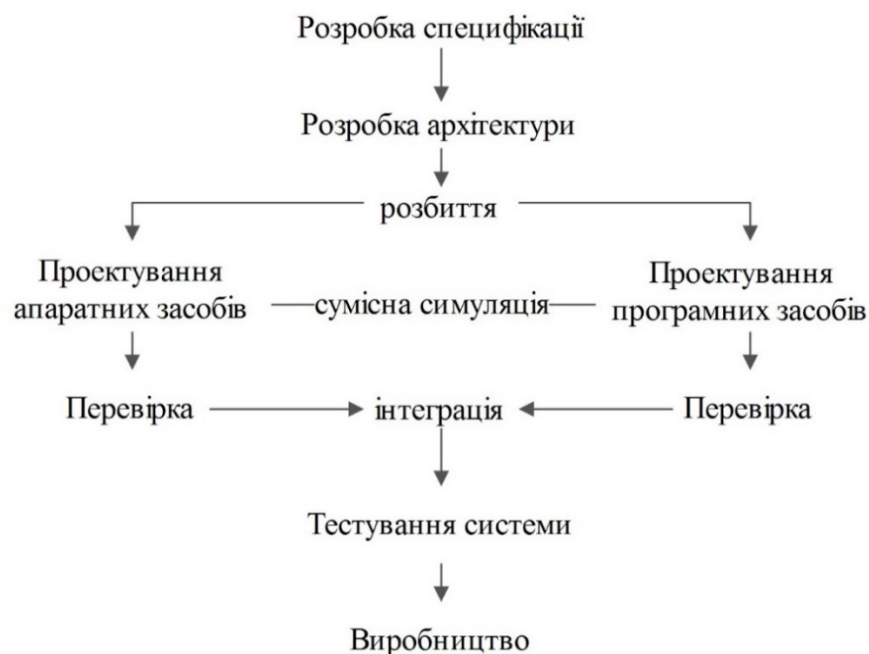 Розробка специфікації
Розробка архітектури
розбиття
Проектування
апаратних засобів
сумісна симуляція
Проектування
програмних засобів
Перевірка
інтеграція
Перевірка
Тестування системи
Виробництво